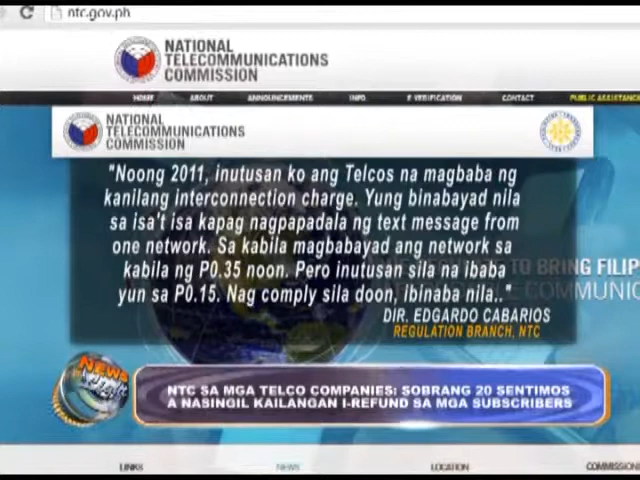 ntc.gov.ph
NATIONAL
TELECOMMUNICATIONS
COMMISSION
HOME ABOUT ANNOUNCEMENTS INFO E-VERIFICATION CONTACT PUBLIC ASSISTANCE
NATIONAL
TELECOMMUNICATIONS
COMMISSION
"Noong 2011, inutusan ko ang Telcos na magbaba ng
kanilang interconnection charge. Yung binabayad nila
sa isa't isa kapag nagpapadala ng text message from
one network. Sa kabila magbabayad ang network sa
kabila ng P0.35 noon. Pero inutusan sila na ibaba
yun sa P0.15. Nag comply sila doon, ibinaba nila.."
DIR. EDGARDO CABARIOS
REGULATION BRANCH, NTC
TO BRING FILIP
COMMUNIC
NEWS
NTC SA MGA TELCO COMPANIES: SOBRANG 20 SENTIMOS
A NASINGIL KAILANGAN I-REFUND SA MGA SUBSCRIBERS
LINKS NEWS LOCATION COMMISSION